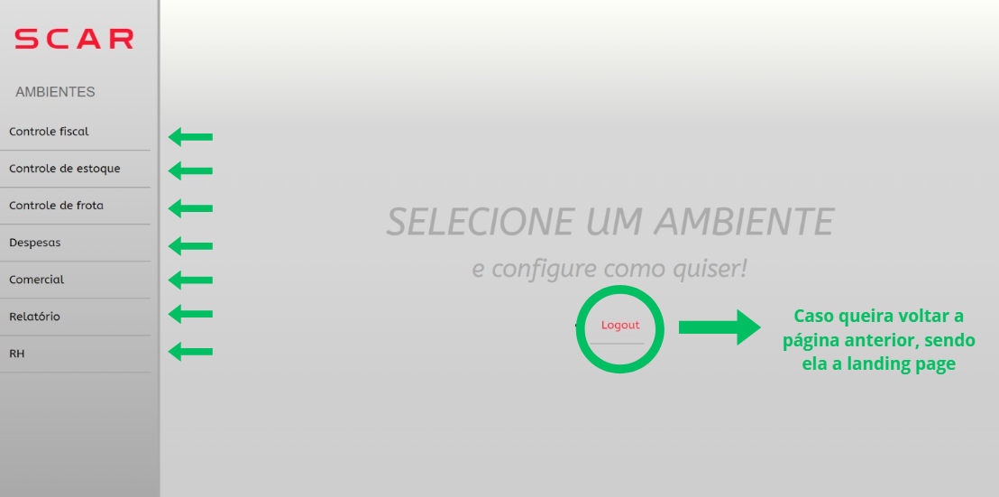 SCAR
AMBIENTES
Controle fiscal
Controle de estoque
Controle de frota
Despesas
Comercial
Relatório
RH
SELECIONE UM AMBIENTE
e configure como quiser!
Logout
Caso queira voltar a
página anterior, sendo
ela a landing page